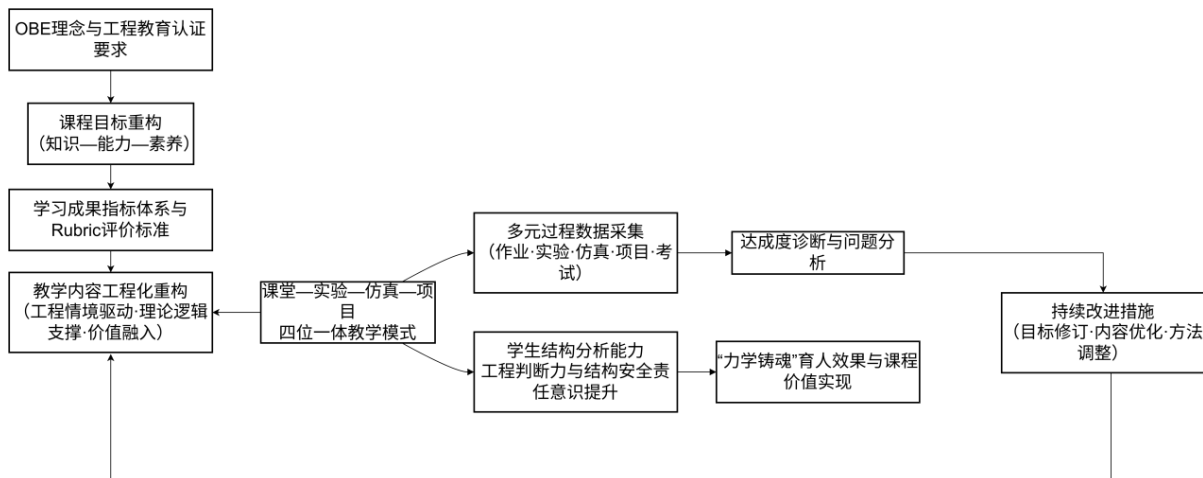 OBE理念与工程教育认证
要求
课程目标重构
（知识—能力—素养）
学习成果指标体系与
Rubric评价标准
教学内容工程化重构
（工程情境驱动·理论逻辑
支撑·价值融入）
课堂—实验—仿真—项
目
四位一体教学模式
多元过程数据采集
（作业·实验·仿真·项目·考
试）
达成度诊断与问题分
析
学生结构分析能力
工程判断力与结构安全责
任意识提升
“力学铸魂”育人效果与课程
价值实现
持续改进措施
（目标修订·内容优化·方法
调整）